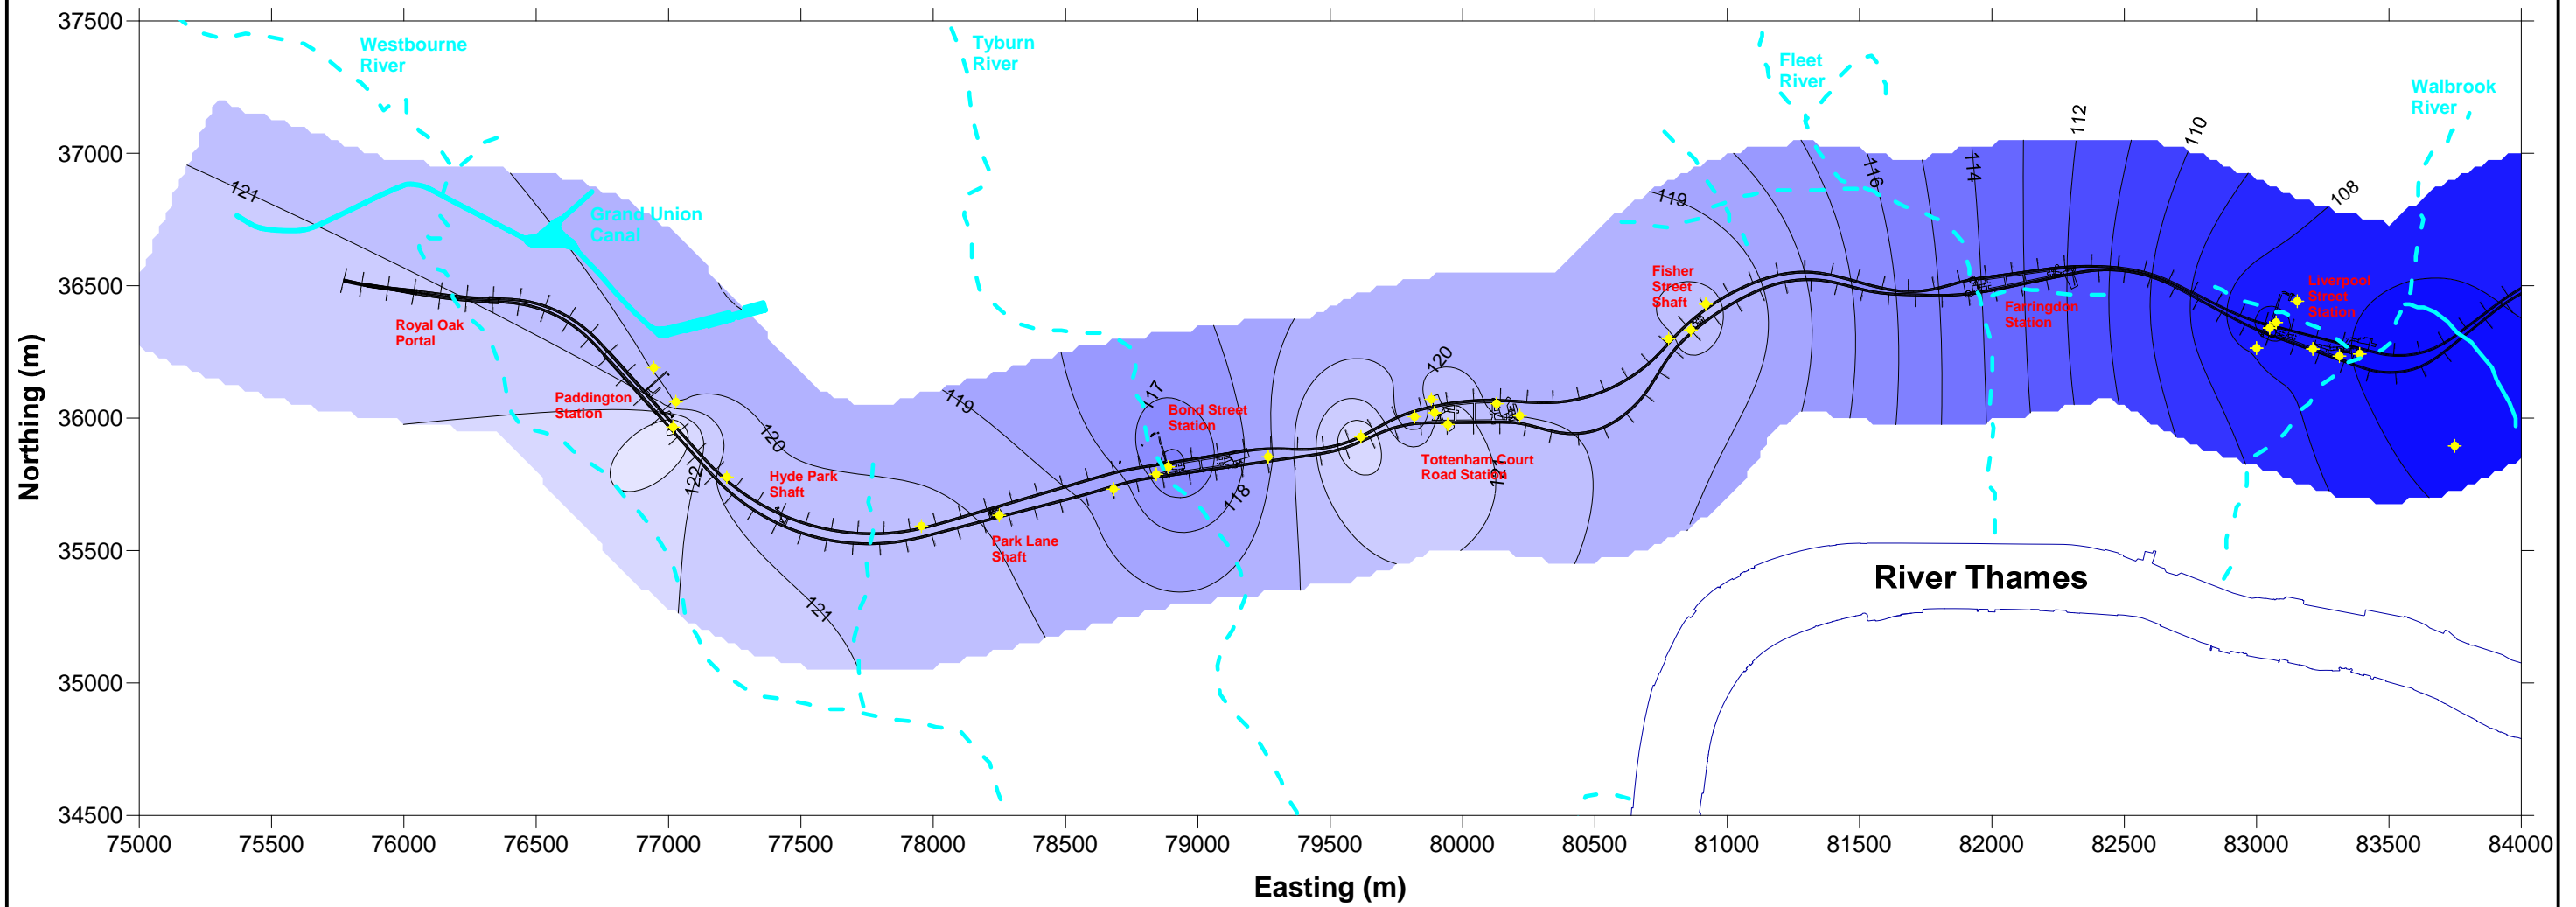 37500
37000
36500
36000
35500
35000
34500
Northing (m)
75000
75500
76000
76500
77000
77500
78000
78500
79000
79500
80000
80500
81000
81500
82000
82500
83000
83500
84000
Easting (m)
Westbourne
River
Tyburn
River
Fleet
River
Walbrook
River
Grand Union
Canal
Royal Oak
Portal
Paddington
Station
Hyde Park
Shaft
Park Lane
Shaft
Bond Street
Station
Tottenham Court
Road Station
Fisher
Street
Shaft
Farringdon
Station
Liverpool
Street
Station
River Thames
121
122
120
121
119
117
118
120
121
119
116
114
112
110
108